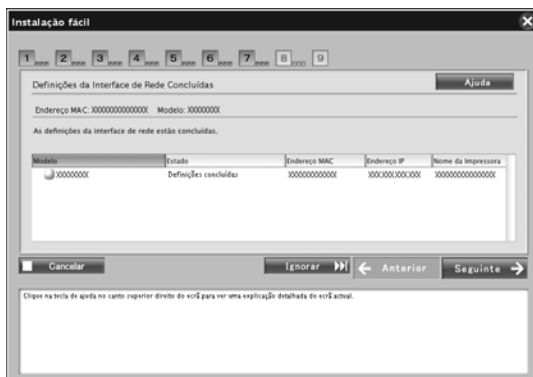 Instalação fácil
1 2 3 4 5 6 7 8 9
Definições da Interface de Rede Concluídas
Ajuda
Endereço MAC: XXXXXXXXXXXXXX Modelo: XXXXXXXX
As definições da interface de rede estão concluídas.
Modelo Estado Endereço MAC Endereço IP Nome da Impressora
XXXXXXXX Definições concluídas XXXXXXXXXXXX XXX.XXX.XXX.XXX XXXXXXXXXXXXXXX
Cancelar Ignorar Anterior Seguinte
Clique na tecla de ajuda no canto superior direito do ecrã para ver uma explicação detalhada do ecrã actual.